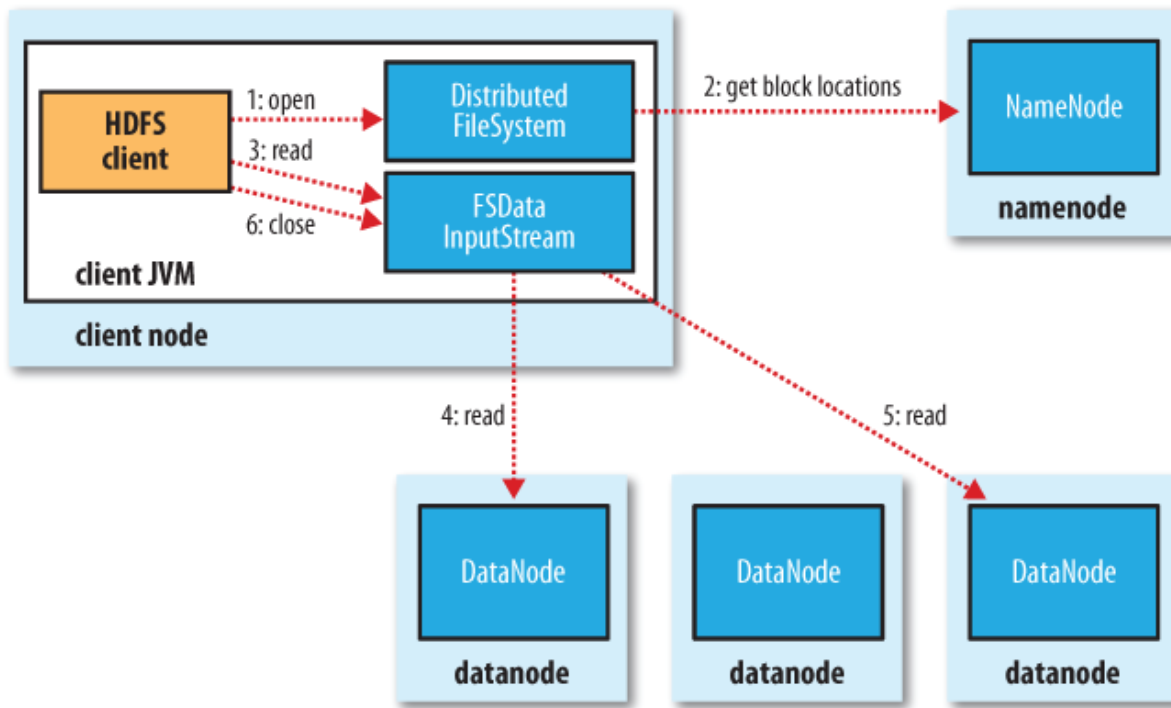 HDFS
client
1: open
3: read
6: close
Distributed
FileSystem
FSData
InputStream
client JVM
client node
2: get block locations
NameNode
namenode
4: read
5: read
DataNode
datanode
DataNode
datanode
DataNode
datanode